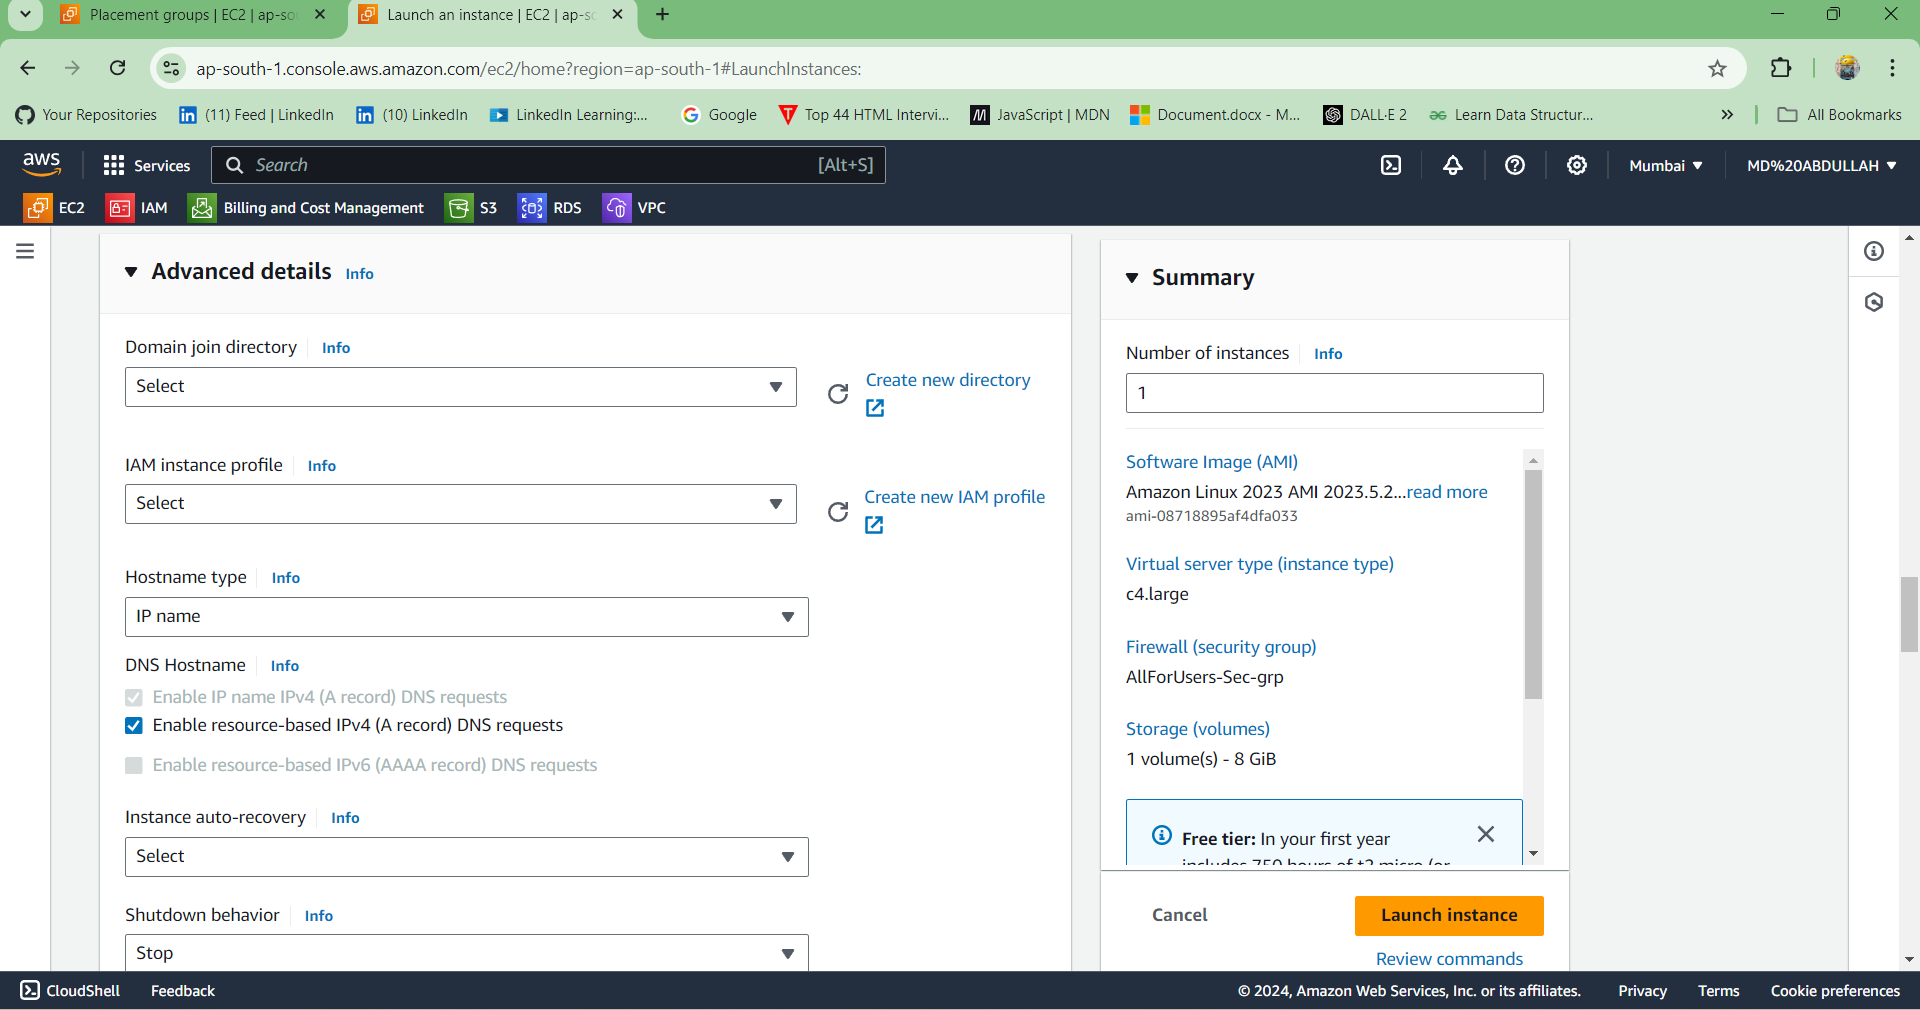 Placement groups | EC2 | ap-so
Launch an instance | EC2 | ap-sc
ap-south-1.console.aws.amazon.com/ec2/home?region=ap-south-1#LaunchInstances:
Your Repositories
(11) Feed | LinkedIn
(10) LinkedIn
LinkedIn Learning:...
Google
Top 44 HTML Intervi...
JavaScript | MDN
Document.docx - M...
DALL·E 2
Learn Data Structur...
All Bookmarks
aws
Services
Search
[Alt+S]
Mumbai
MD%20ABDULLAH
EC2
IAM
Billing and Cost Management
S3
RDS
VPC
Advanced details Info
Domain join directory Info
Select
Create new directory
IAM instance profile Info
Select
Create new IAM profile
Hostname type Info
IP name
DNS Hostname Info
Enable IP name IPv4 (A record) DNS requests
Enable resource-based IPv4 (A record) DNS requests
Enable resource-based IPv6 (AAAA record) DNS requests
Instance auto-recovery Info
Select
Shutdown behavior Info
Stop
Summary
Number of instances Info
1
Software Image (AMI)
Amazon Linux 2023 AMI 2023.5.2...read more
ami-08718895af4dfa033
Virtual server type (instance type)
c4.large
Firewall (security group)
AllForUsers-Sec-grp
Storage (volumes)
1 volume(s) - 8 GiB
Free tier: In your first year
includes 750 hours of t2.micro (or
Cancel
Launch instance
Review commands
CloudShell
Feedback
© 2024, Amazon Web Services, Inc. or its affiliates.
Privacy
Terms
Cookie preferences